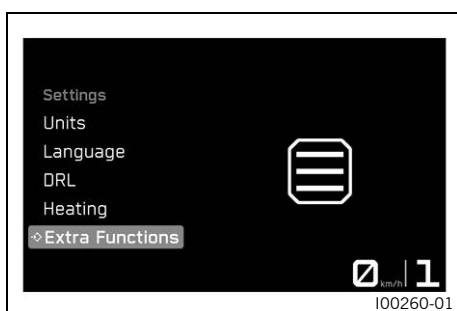 Settings
Units
Language
DRL
Heating
Extra Functions
0 km/h 1
I00260-01